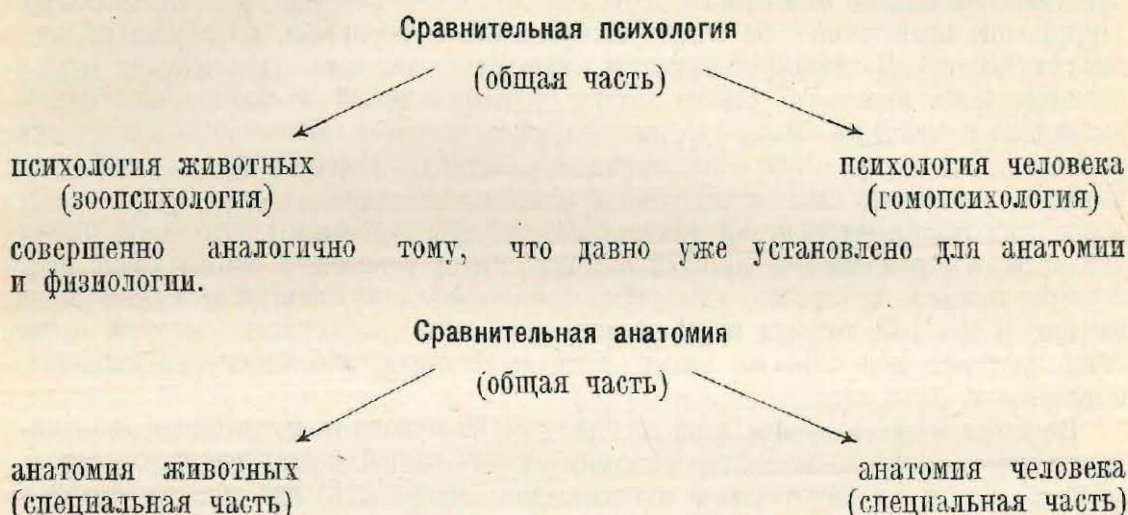 Сравнительная психология
(общая часть)
психология животных психология человека
(зоопсихология) (гомопсихология)
совершенно аналогично тому, что давно уже установлено для анатомии
и физиологии.
Сравнительная анатомия
(общая часть)
анатомия животных анатомия человека
(специальная часть) (специальная часть)